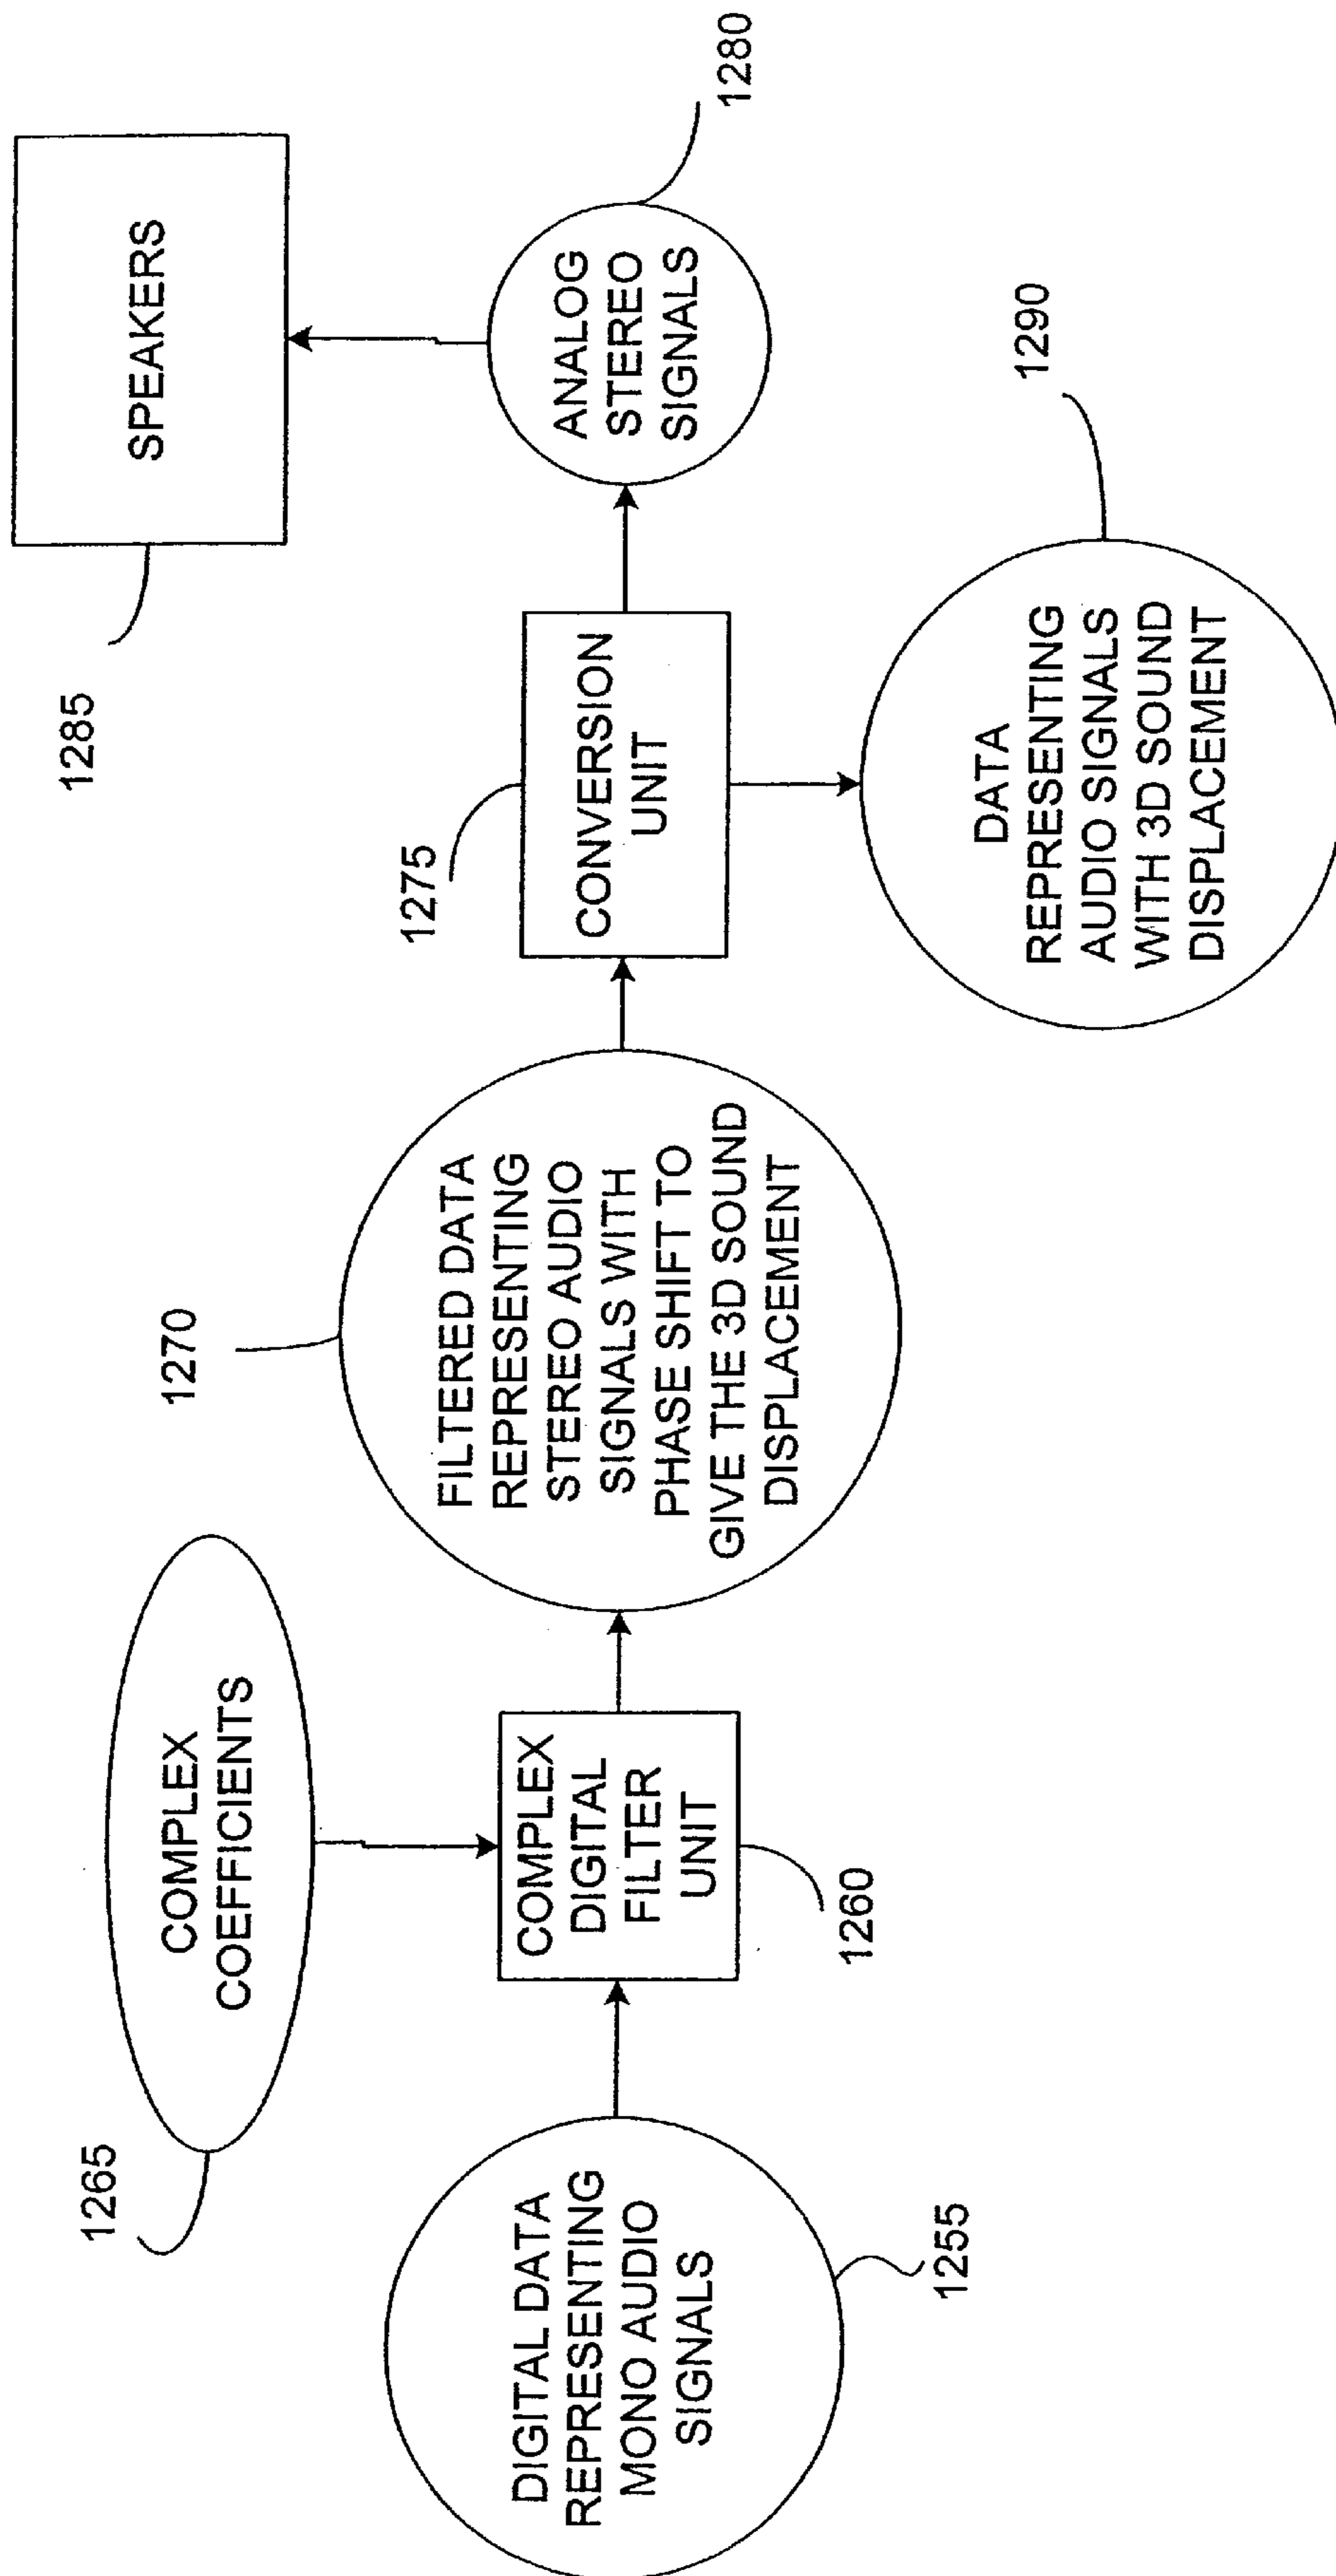 1265
COMPLEX
COEFFICIENTS
DIGITAL DATA
REPRESENTING
MONO AUDIO
SIGNALS
1255
COMPLEX
DIGITAL
FILTER
UNIT
1260
1270
FILTERED DATA
REPRESENTING
STEREO AUDIO
SIGNALS WITH
PHASE SHIFT TO
GIVE THE 3D SOUND
DISPLACEMENT
1275
CONVERSION
UNIT
1285
SPEAKERS
ANALOG
STEREO
SIGNALS
1280
DATA
REPRESENTING
AUDIO SIGNALS
WITH 3D SOUND
DISPLACEMENT
1290